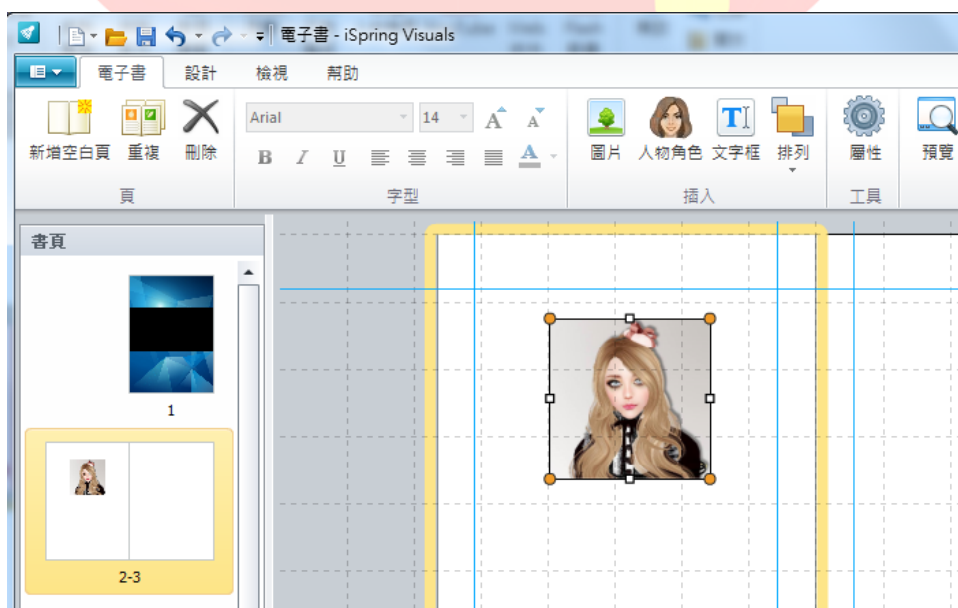 電子書 - iSpring Visuals
電子書 設計 檢視 幫助
Arial 14 A A
新增空白頁 重複 刪除 B I U A 圖片 人物角色 文字框 排列 屬性 預覽
頁 字型 插入 工具
書頁
1
2-3